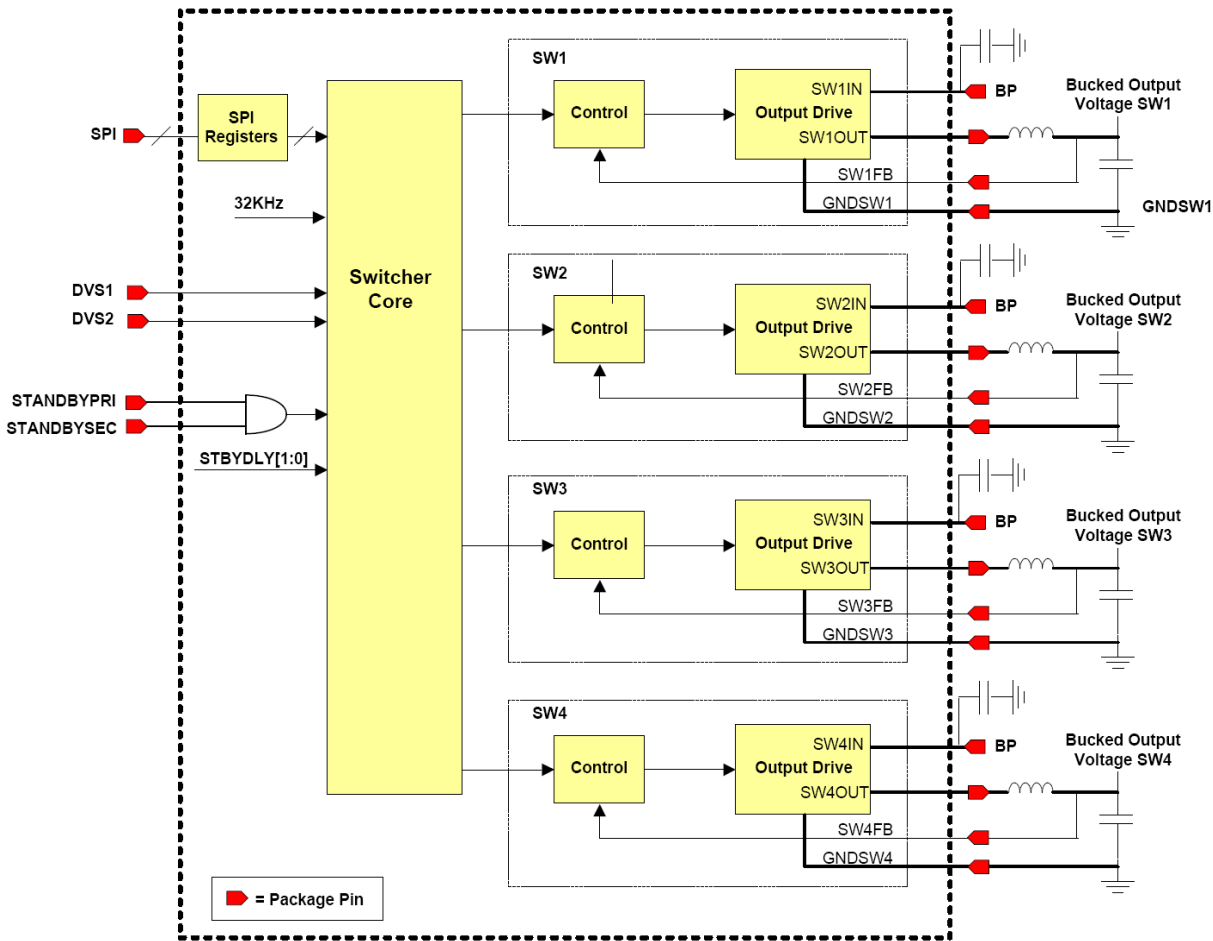 SPI
SPI
Registers
32KHz
DVS1
DVS2
STANDBYPRI
STANDBYSEC
STBYDLY[1:0]
Switcher
Core
SW1
Control
SW1IN
Output Drive
SW1OUT
SW1FB
GNDSW1
BP
Bucked Output
Voltage SW1
GNDSW1
SW2
Control
SW2IN
Output Drive
SW2OUT
SW2FB
GNDSW2
BP
Bucked Output
Voltage SW2
SW3
Control
SW3IN
Output Drive
SW3OUT
SW3FB
GNDSW3
BP
Bucked Output
Voltage SW3
SW4
Control
SW4IN
Output Drive
SW4OUT
SW4FB
GNDSW4
BP
Bucked Output
Voltage SW4
= Package Pin